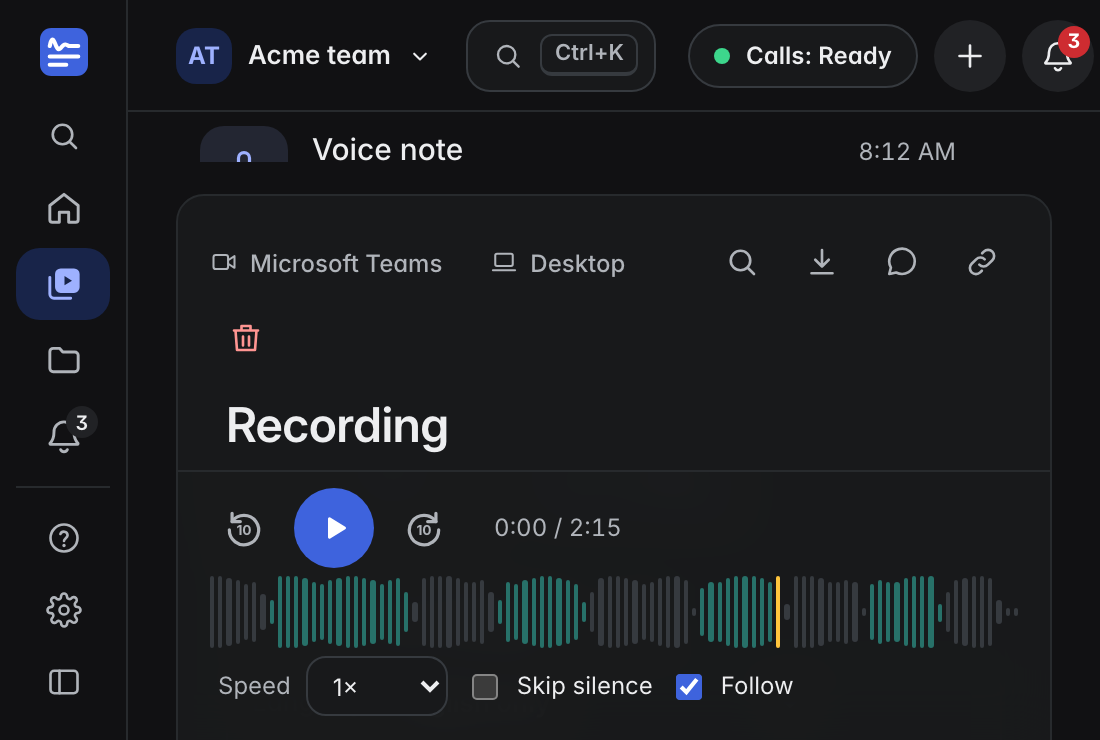 AT Acme team Ctrl+K Calls: Ready 3
Voice note 8:12 AM
Microsoft Teams Desktop
Recording
3
10 10 0:00 / 2:15
Speed 1× Skip silence Follow